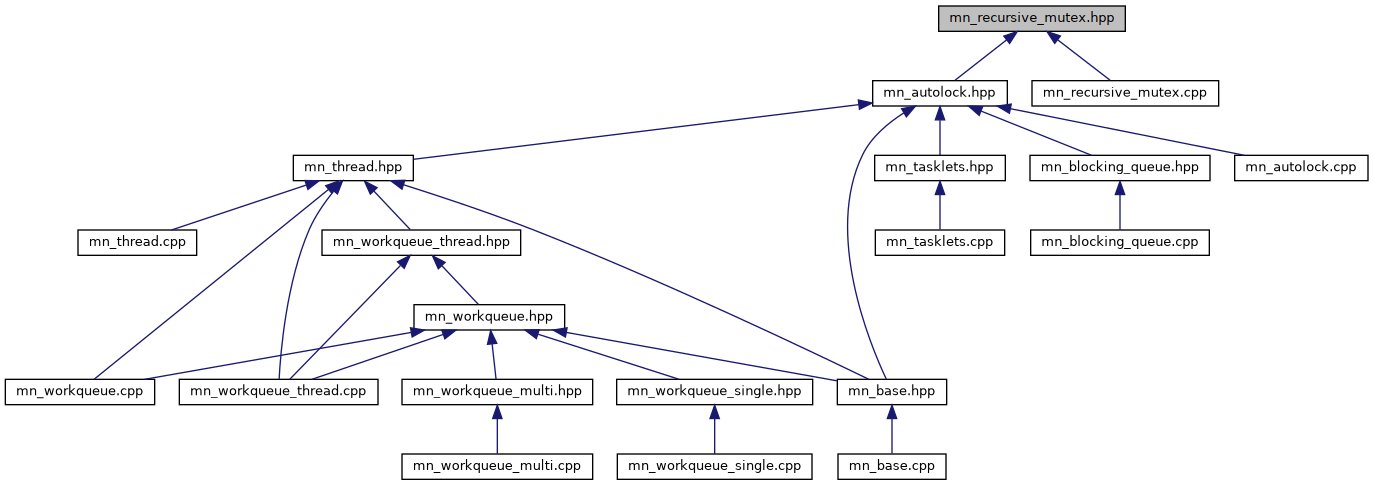 mn_recursive_mutex.hpp
mn_autolock.hpp
mn_recursive_mutex.cpp
mn_thread.hpp
mn_tasklets.hpp
mn_blocking_queue.hpp
mn_autolock.cpp
mn_thread.cpp
mn_workqueue_thread.hpp
mn_tasklets.cpp
mn_blocking_queue.cpp
mn_workqueue.hpp
mn_workqueue.cpp
mn_workqueue_thread.cpp
mn_workqueue_multi.hpp
mn_workqueue_single.hpp
mn_base.hpp
mn_workqueue_multi.cpp
mn_workqueue_single.cpp
mn_base.cpp